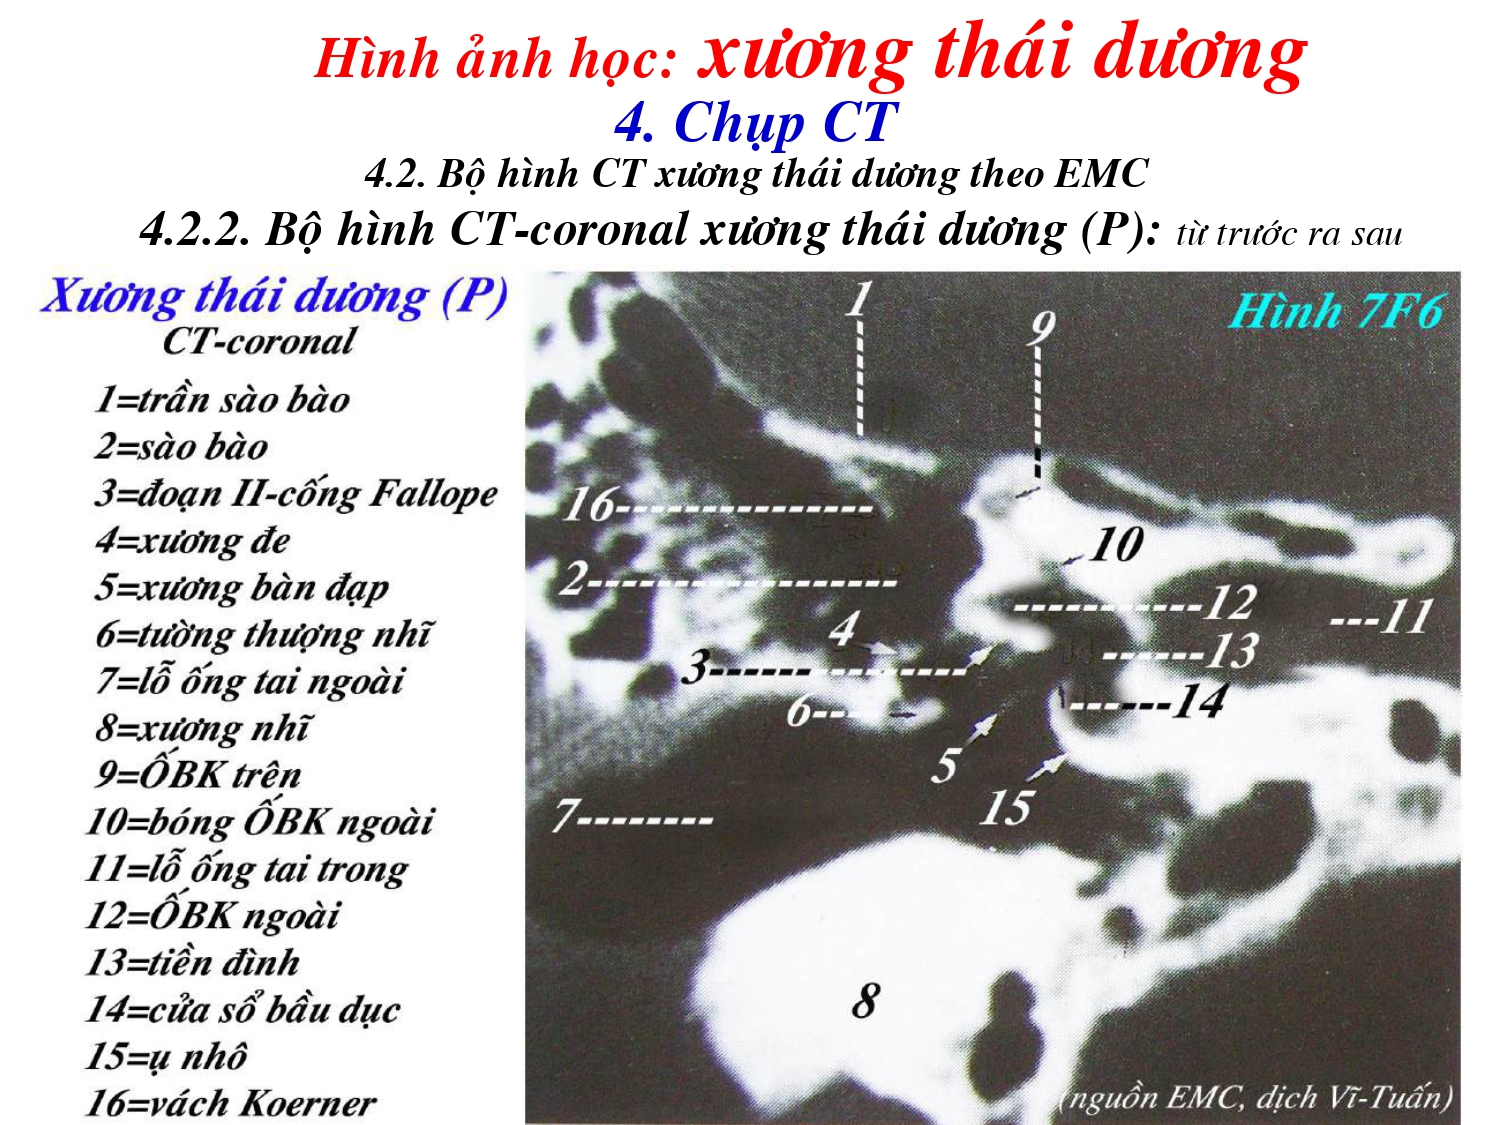 Hình ảnh học: xương thái dương
4. Chụp CT
4.2. Bộ hình CT xương thái dương theo EMC
4.2.2. Bộ hình CT-coronal xương thái dương (P): từ trước ra sau
Xương thái dương (P)
CT-coronal
1=trần sào bào
2=sào bào
3=đoạn II-cống Fallope
4=xương đe
5=xương bàn đạp
6=tường thượng nhĩ
7=lỗ ống tai ngoài
8=xương nhĩ
9=ỐBK trên
10=bóng ỐBK ngoài
11=lỗ ống tai trong
12=ỐBK ngoài
13=tiền đình
14=cửa sổ bầu dục
15=ụ nhô
16=vách Koerner
Hình 7F6
1
9
16
10
2
12
11
4
13
3
14
6
5
15
7
8
(nguồn EMC, dịch Vĩ-Tuấn)